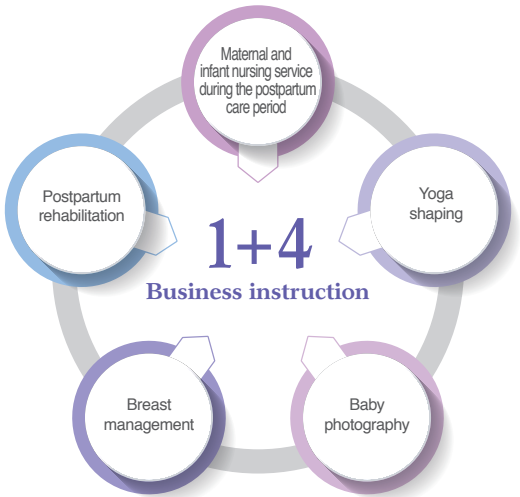 Maternal and
infant nursing service
during the postpartum
care period
Postpartum
rehabilitation
Yoga
shaping
1+4
Business instruction
Breast
management
Baby
photography